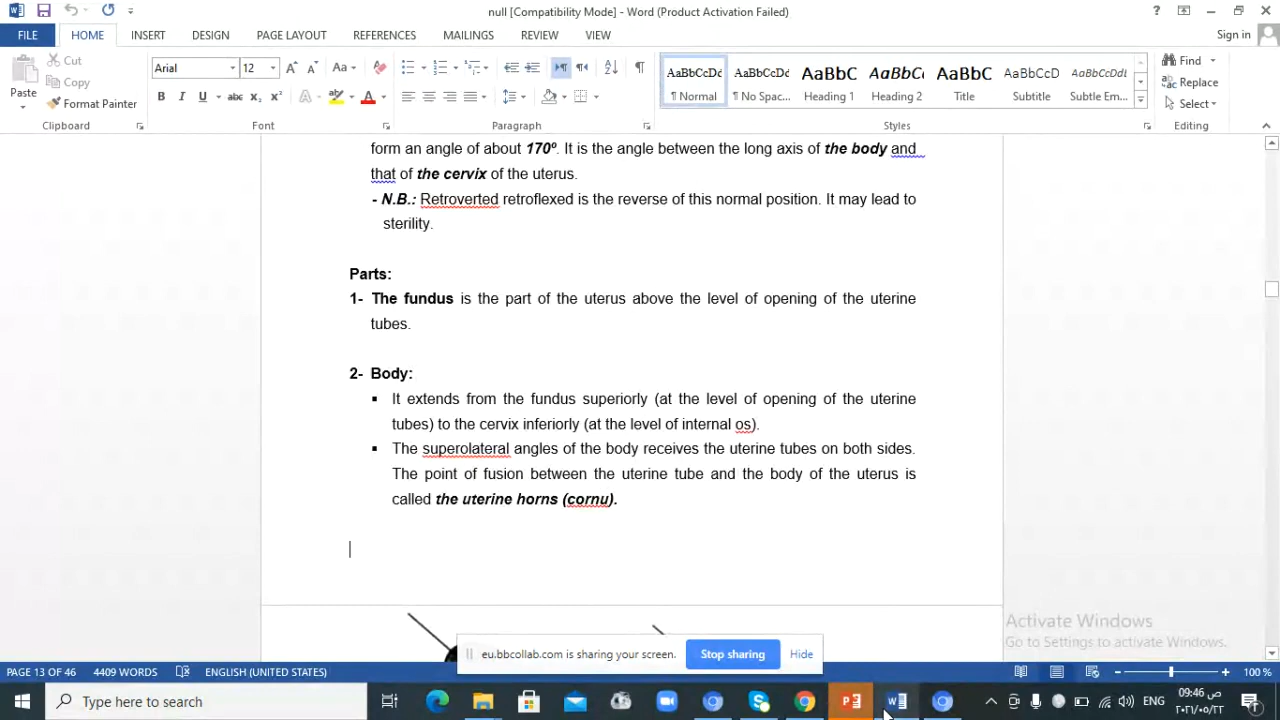 null [Compatibility Mode] - Word (Product Activation Failed)
FILE HOME INSERT DESIGN PAGE LAYOUT REFERENCES MAILINGS REVIEW VIEW Sign in
Cut
Copy
Format Painter
Paste
Arial 12
Aa
AaBbCcDc AaBbCcDc AaBbC AaBbCc AaBbC AaBbCcD AaBbCcDd
¶ Normal ¶ No Spac... Heading 1 Heading 2 Title Subtitle Subtle Em...
Find
Replace
Select
Clipboard Font Paragraph Styles Editing
form an angle of about 170º. It is the angle between the long axis of the body and
that of the cervix of the uterus.
- N.B.: Retroverted retroflexed is the reverse of this normal position. It may lead to
sterility.
Parts:
1- The fundus is the part of the uterus above the level of opening of the uterine
tubes.
2- Body:
▪ It extends from the fundus superiorly (at the level of opening of the uterine
tubes) to the cervix inferiorly (at the level of internal os).
▪ The superolateral angles of the body receives the uterine tubes on both sides.
The point of fusion between the uterine tube and the body of the uterus is
called the uterine horns (cornu).
Activate Windows
Go to Settings to activate Windows.
eu.bbcollab.com is sharing your screen. Stop sharing Hide
PAGE 13 OF 46 4409 WORDS ENGLISH (UNITED STATES) 100 %
Type here to search
ENG
09:46 ص
٢٠٢١/٠٥/٢٣